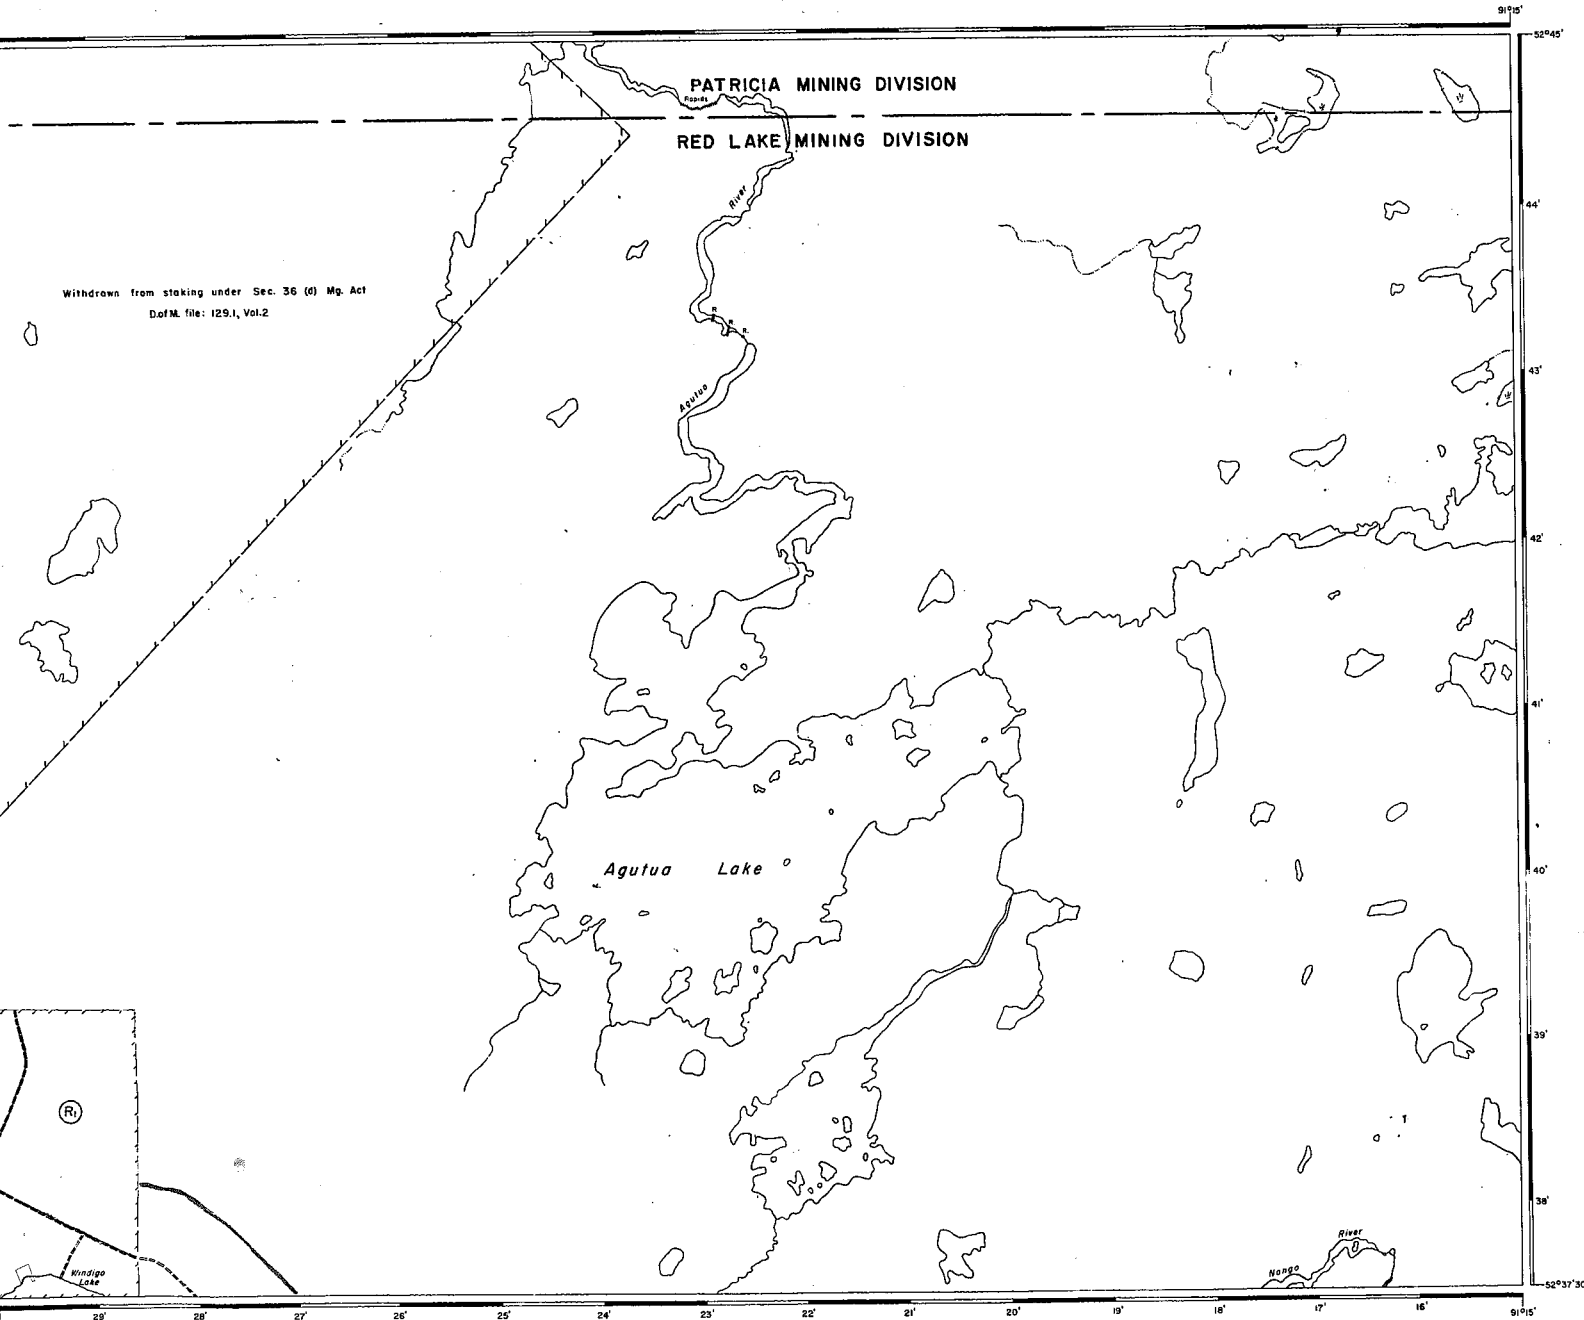 91°15'
52°45'
PATRICIA MINING DIVISION
Rapids
RED LAKE MINING DIVISION
River
44'
Withdrawn from staking under Sec. 36 (d) Mg. Act
D.of M. file: 129.1, Vol.2
R.
R.
R.
43'
Agutua
42'
41'
Agutua Lake
40'
39'
R1
38'
River
Nango
Windigo
Lake
52°37'30
29' 28' 27' 26' 25' 24' 23' 22' 21' 20' 19' 18' 17' 16' 91°15'